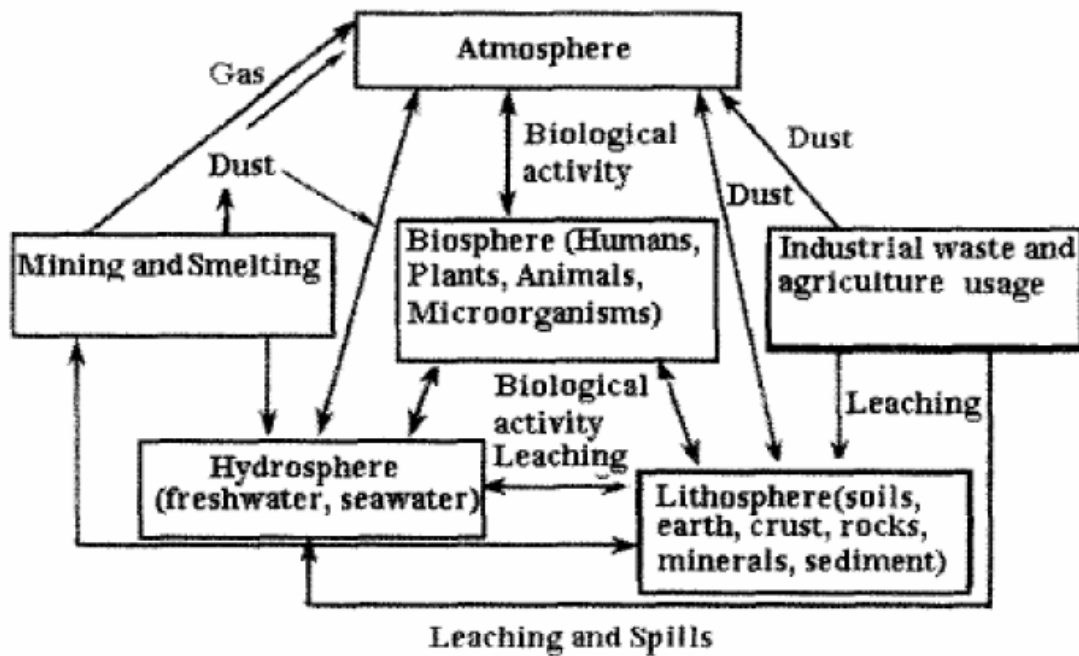 Atmosphere
Gas
Dust
Biological
activity
Dust
Dust
Mining and Smelting
Biosphere (Humans,
Plants, Animals,
Microorganisms)
Industrial waste and
agriculture usage
Biological
activity
Leaching
Leaching
Hydrosphere
(freshwater, seawater)
Lithosphere(soils,
earth, crust, rocks,
minerals, sediment)
Leaching and Spills